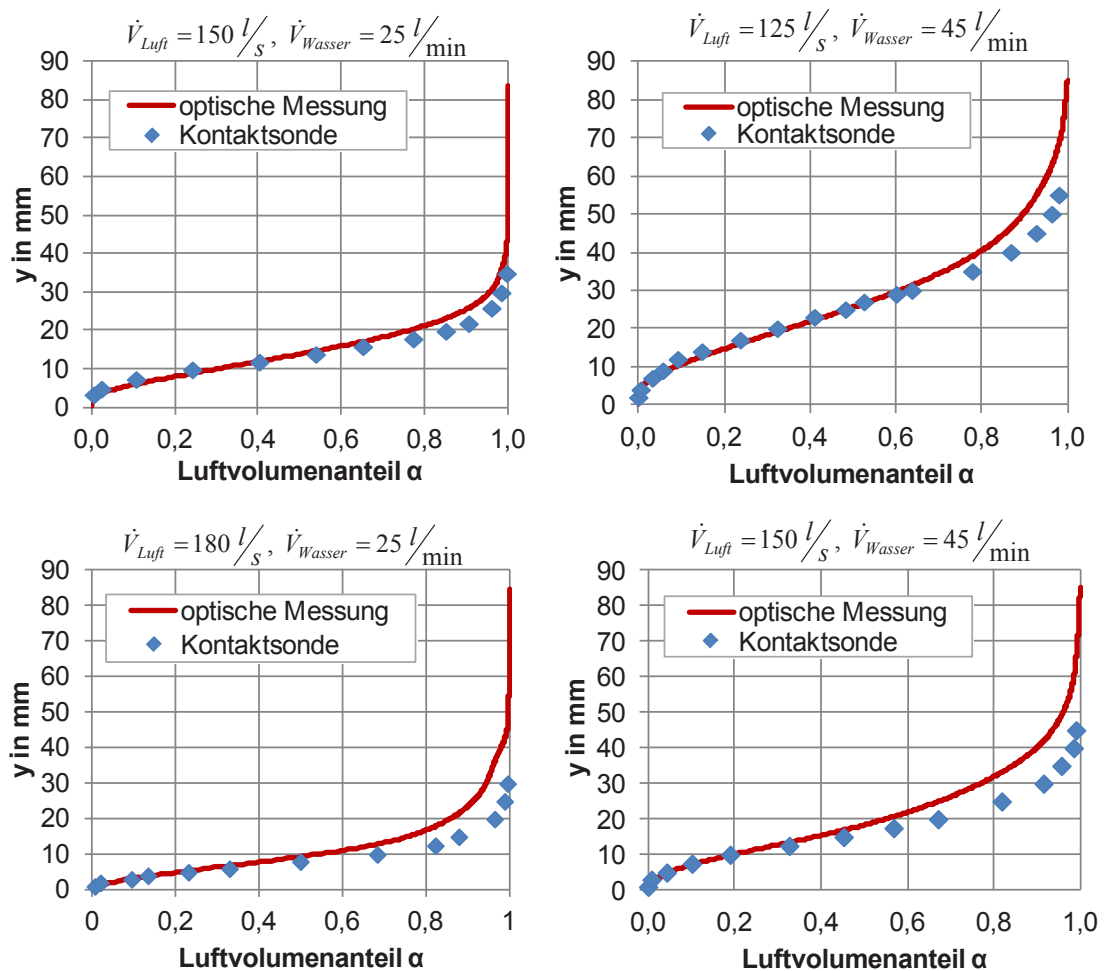 V̇Luft = 150 l/s, V̇Wasser = 25 l/min
90
80
70
60
50
40
30
20
10
0
y in mm
optische Messung
Kontaktsonde
0,0 0,2 0,4 0,6 0,8 1,0
Luftvolumenanteil α
V̇Luft = 125 l/s, V̇Wasser = 45 l/min
90
80
70
60
50
40
30
20
10
0
y in mm
optische Messung
Kontaktsonde
0,0 0,2 0,4 0,6 0,8 1,0
Luftvolumenanteil α
V̇Luft = 180 l/s, V̇Wasser = 25 l/min
90
80
70
60
50
40
30
20
10
0
y in mm
optische Messung
Kontaktsonde
0 0,2 0,4 0,6 0,8 1
Luftvolumenanteil α
V̇Luft = 150 l/s, V̇Wasser = 45 l/min
90
80
70
60
50
40
30
20
10
0
y in mm
optische Messung
Kontaktsonde
0,0 0,2 0,4 0,6 0,8 1,0
Luftvolumenanteil α